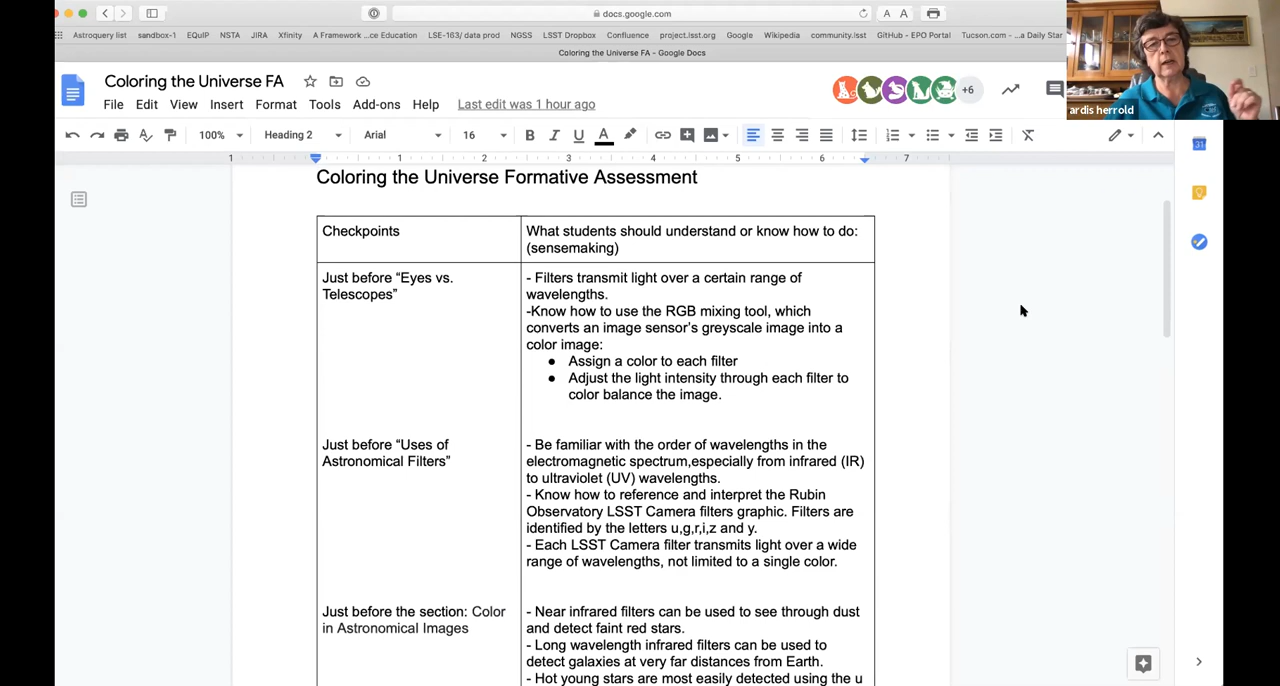 docs.google.com
A A
Astroquery list sandbox-1 EQuIP NSTA JIRA Xfinity A Framework ...ce Education LSE-163/ data prod NGSS LSST Dropbox Confluence project.lsst.org Google Wikipedia community.lsst GitHub - EPO Portal Tucson.com -...a Daily Star
Coloring the Universe FA - Google Docs
Coloring the Universe FA
+6
File Edit View Insert Format Tools Add-ons Help Last edit was 1 hour ago
ardis herrold
100% Heading 2 Arial 16 B I U A
31
1 1 2 3 4 5 6 7
Coloring the Universe Formative Assessment
Checkpoints
What students should understand or know how to do:
(sensemaking)
Just before “Eyes vs.
Telescopes”
- Filters transmit light over a certain range of
wavelengths.
-Know how to use the RGB mixing tool, which
converts an image sensor’s greyscale image into a
color image:
● Assign a color to each filter
● Adjust the light intensity through each filter to
color balance the image.
Just before “Uses of
Astronomical Filters”
- Be familiar with the order of wavelengths in the
electromagnetic spectrum,especially from infrared (IR)
to ultraviolet (UV) wavelengths.
- Know how to reference and interpret the Rubin
Observatory LSST Camera filters graphic. Filters are
identified by the letters u,g,r,i,z and y.
- Each LSST Camera filter transmits light over a wide
range of wavelengths, not limited to a single color.
Just before the section: Color
in Astronomical Images
- Near infrared filters can be used to see through dust
and detect faint red stars.
- Long wavelength infrared filters can be used to
detect galaxies at very far distances from Earth.
- Hot young stars are most easily detected using the u